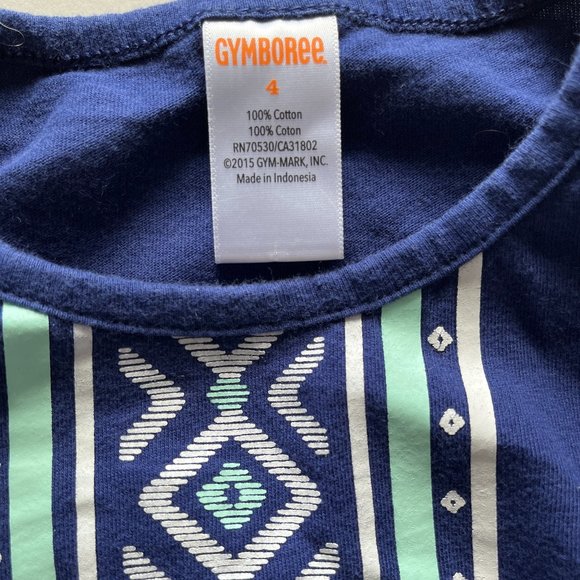 GYMBOREE
4
100% Cotton
100% Coton
RN70530/CA31802
©2015 GYM-MARK, INC.
Made in Indonesia